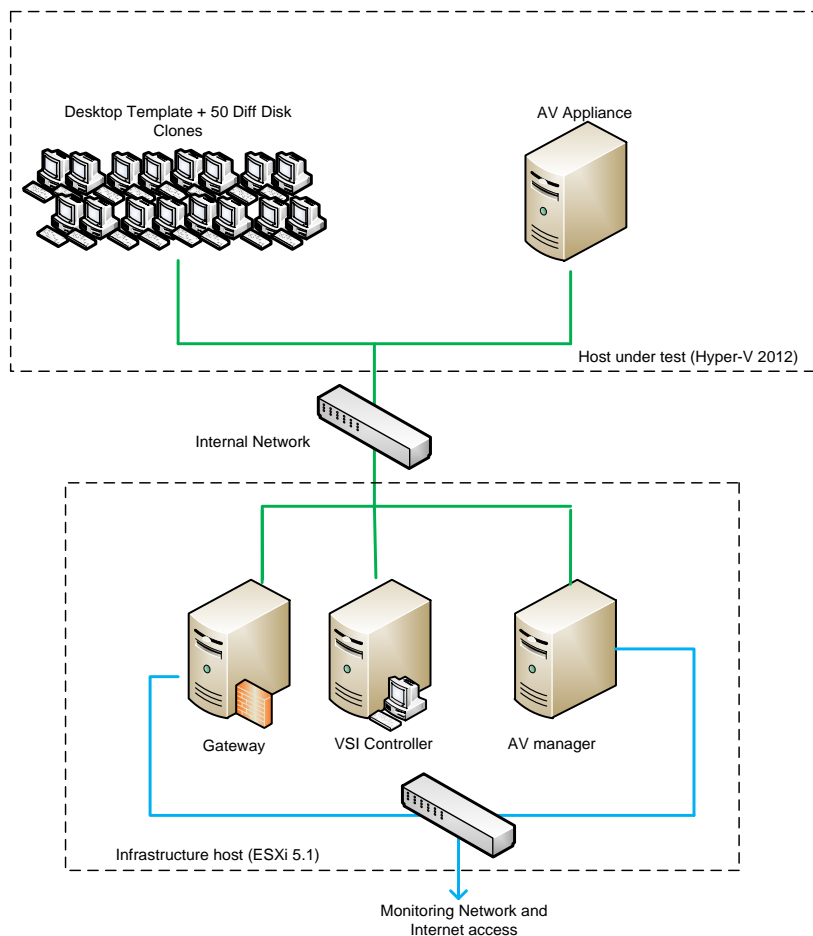 Desktop Template + 50 Diff Disk
Clones
AV Appliance
Host under test (Hyper-V 2012)
Internal Network
Gateway
VSI Controller
AV manager
Infrastructure host (ESXi 5.1)
Monitoring Network and
Internet access